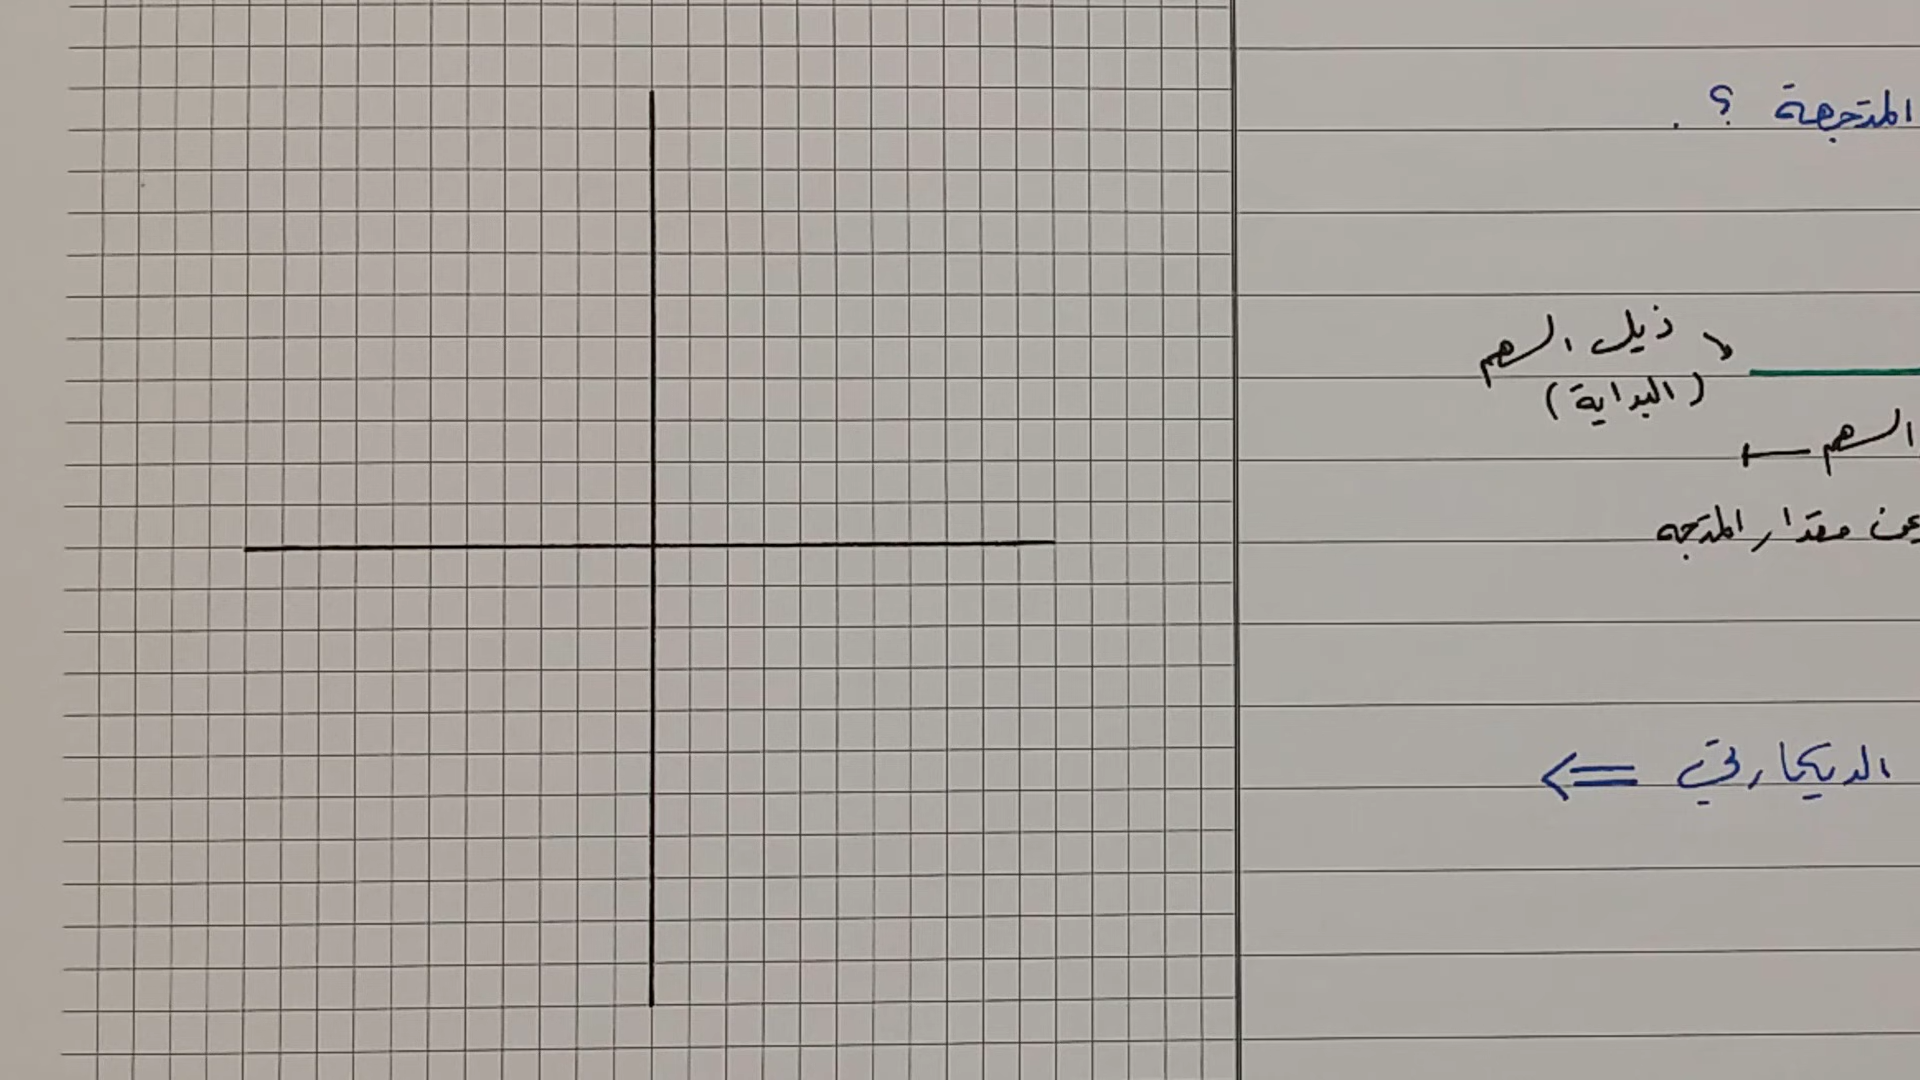 المتجهة ؟ .
ذيل السهم
(البداية)
السهم
عن مقدار المتجه
الديكارتي <=